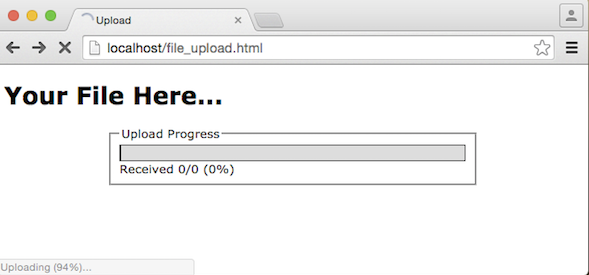 Upload
localhost/file_upload.html
Your File Here...
Upload Progress
Received 0/0 (0%)
Uploading (94%)...